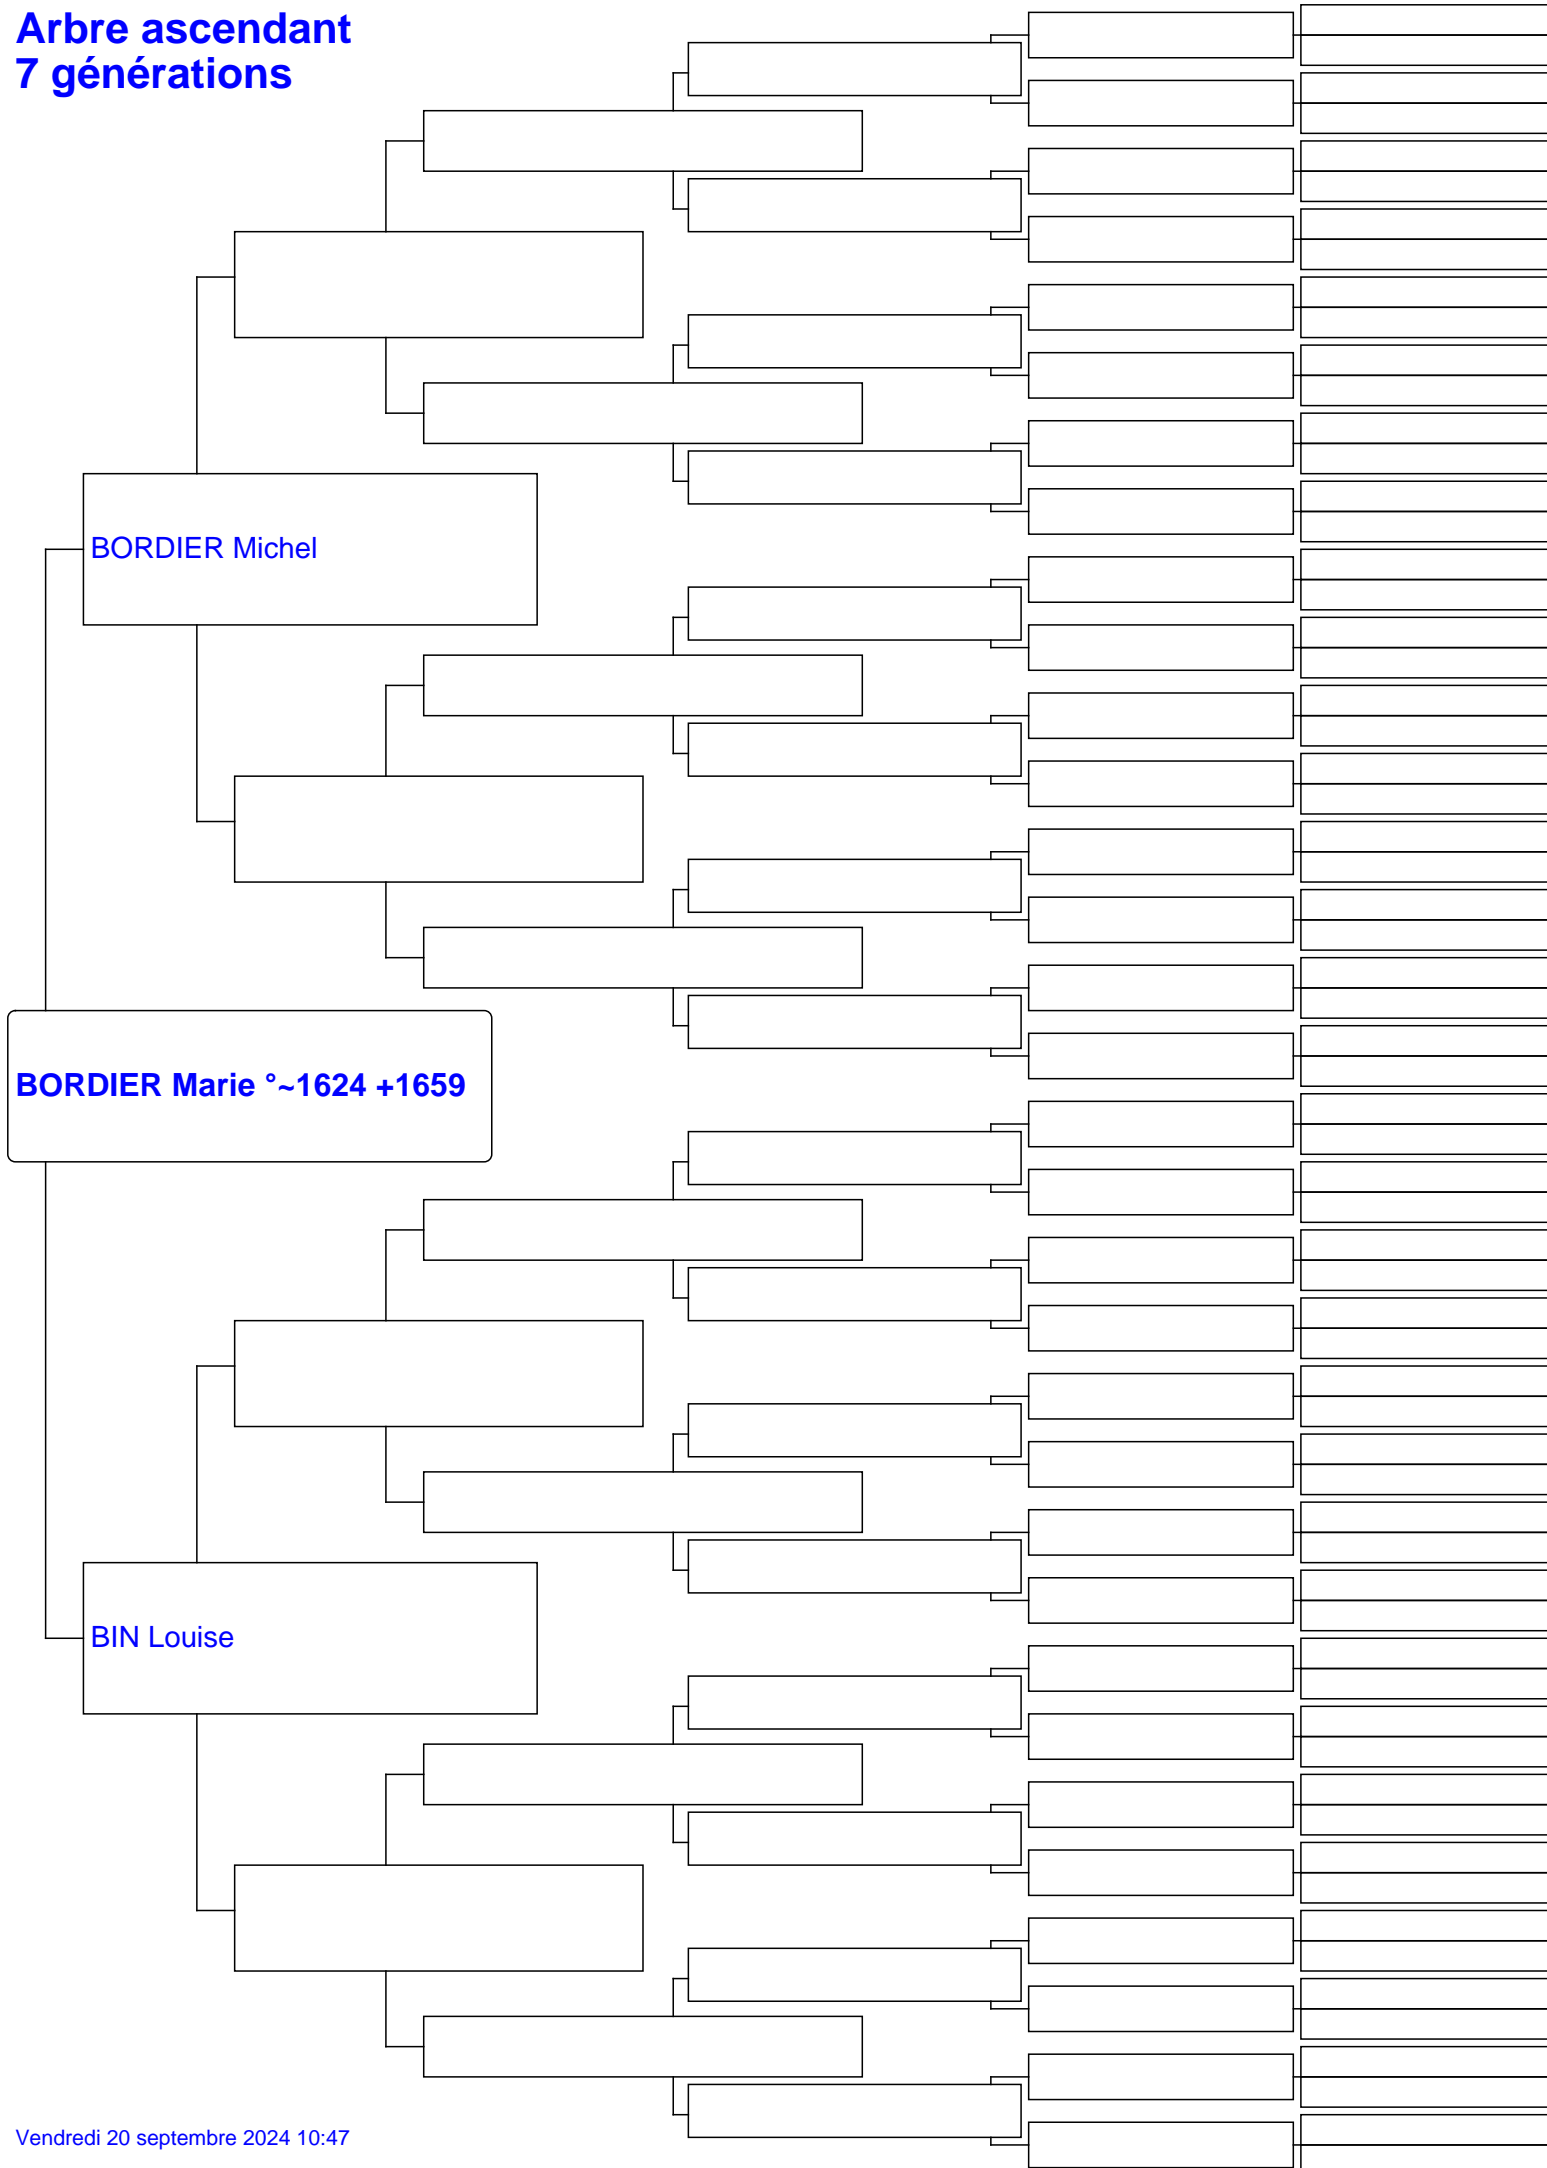 Arbre ascendant
7 générations
BORDIER Michel
BORDIER Marie °~1624 +1659
BIN Louise
Vendredi 20 septembre 2024 10:47